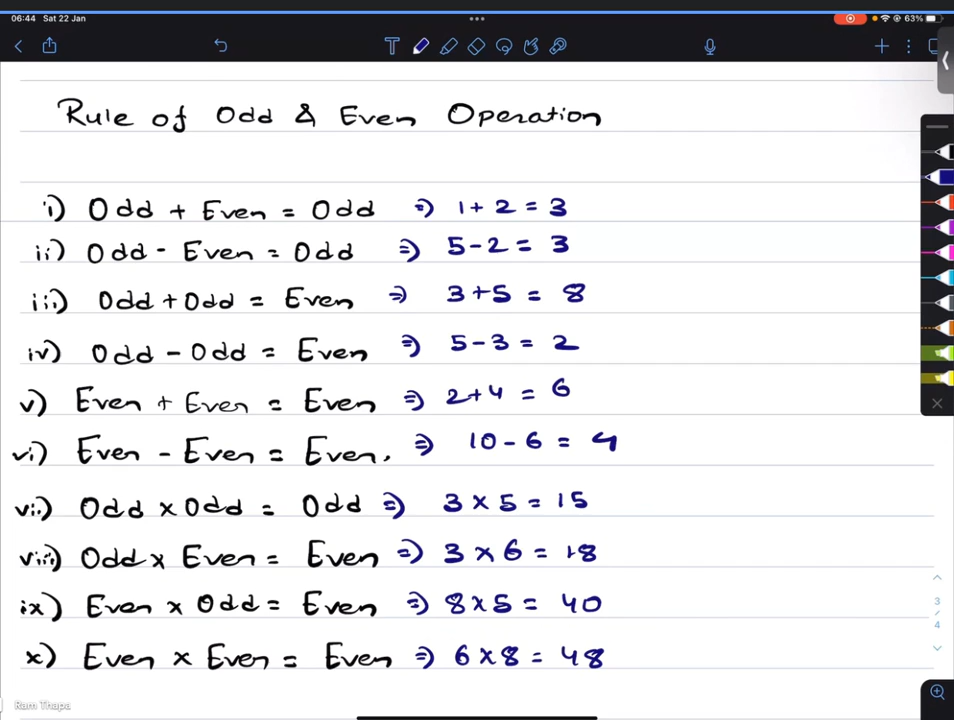 06:44 Sat 22 Jan
63%
Rule of Odd & Even Operation
i) Odd + Even = Odd ⇒ 1 + 2 = 3
ii) Odd - Even = Odd ⇒ 5 - 2 = 3
iii) Odd + Odd = Even ⇒ 3 + 5 = 8
iv) Odd - Odd = Even ⇒ 5 - 3 = 2
v) Even + Even = Even ⇒ 2 + 4 = 6
vi) Even - Even = Even. ⇒ 10 - 6 = 4
vii) Odd x Odd = Odd ⇒ 3 x 5 = 15
viii) Odd x Even = Even ⇒ 3 x 6 = 18
ix) Even x Odd = Even ⇒ 8 x 5 = 40
x) Even x Even = Even ⇒ 6 x 8 = 48
3
/
4
Ram Thapa